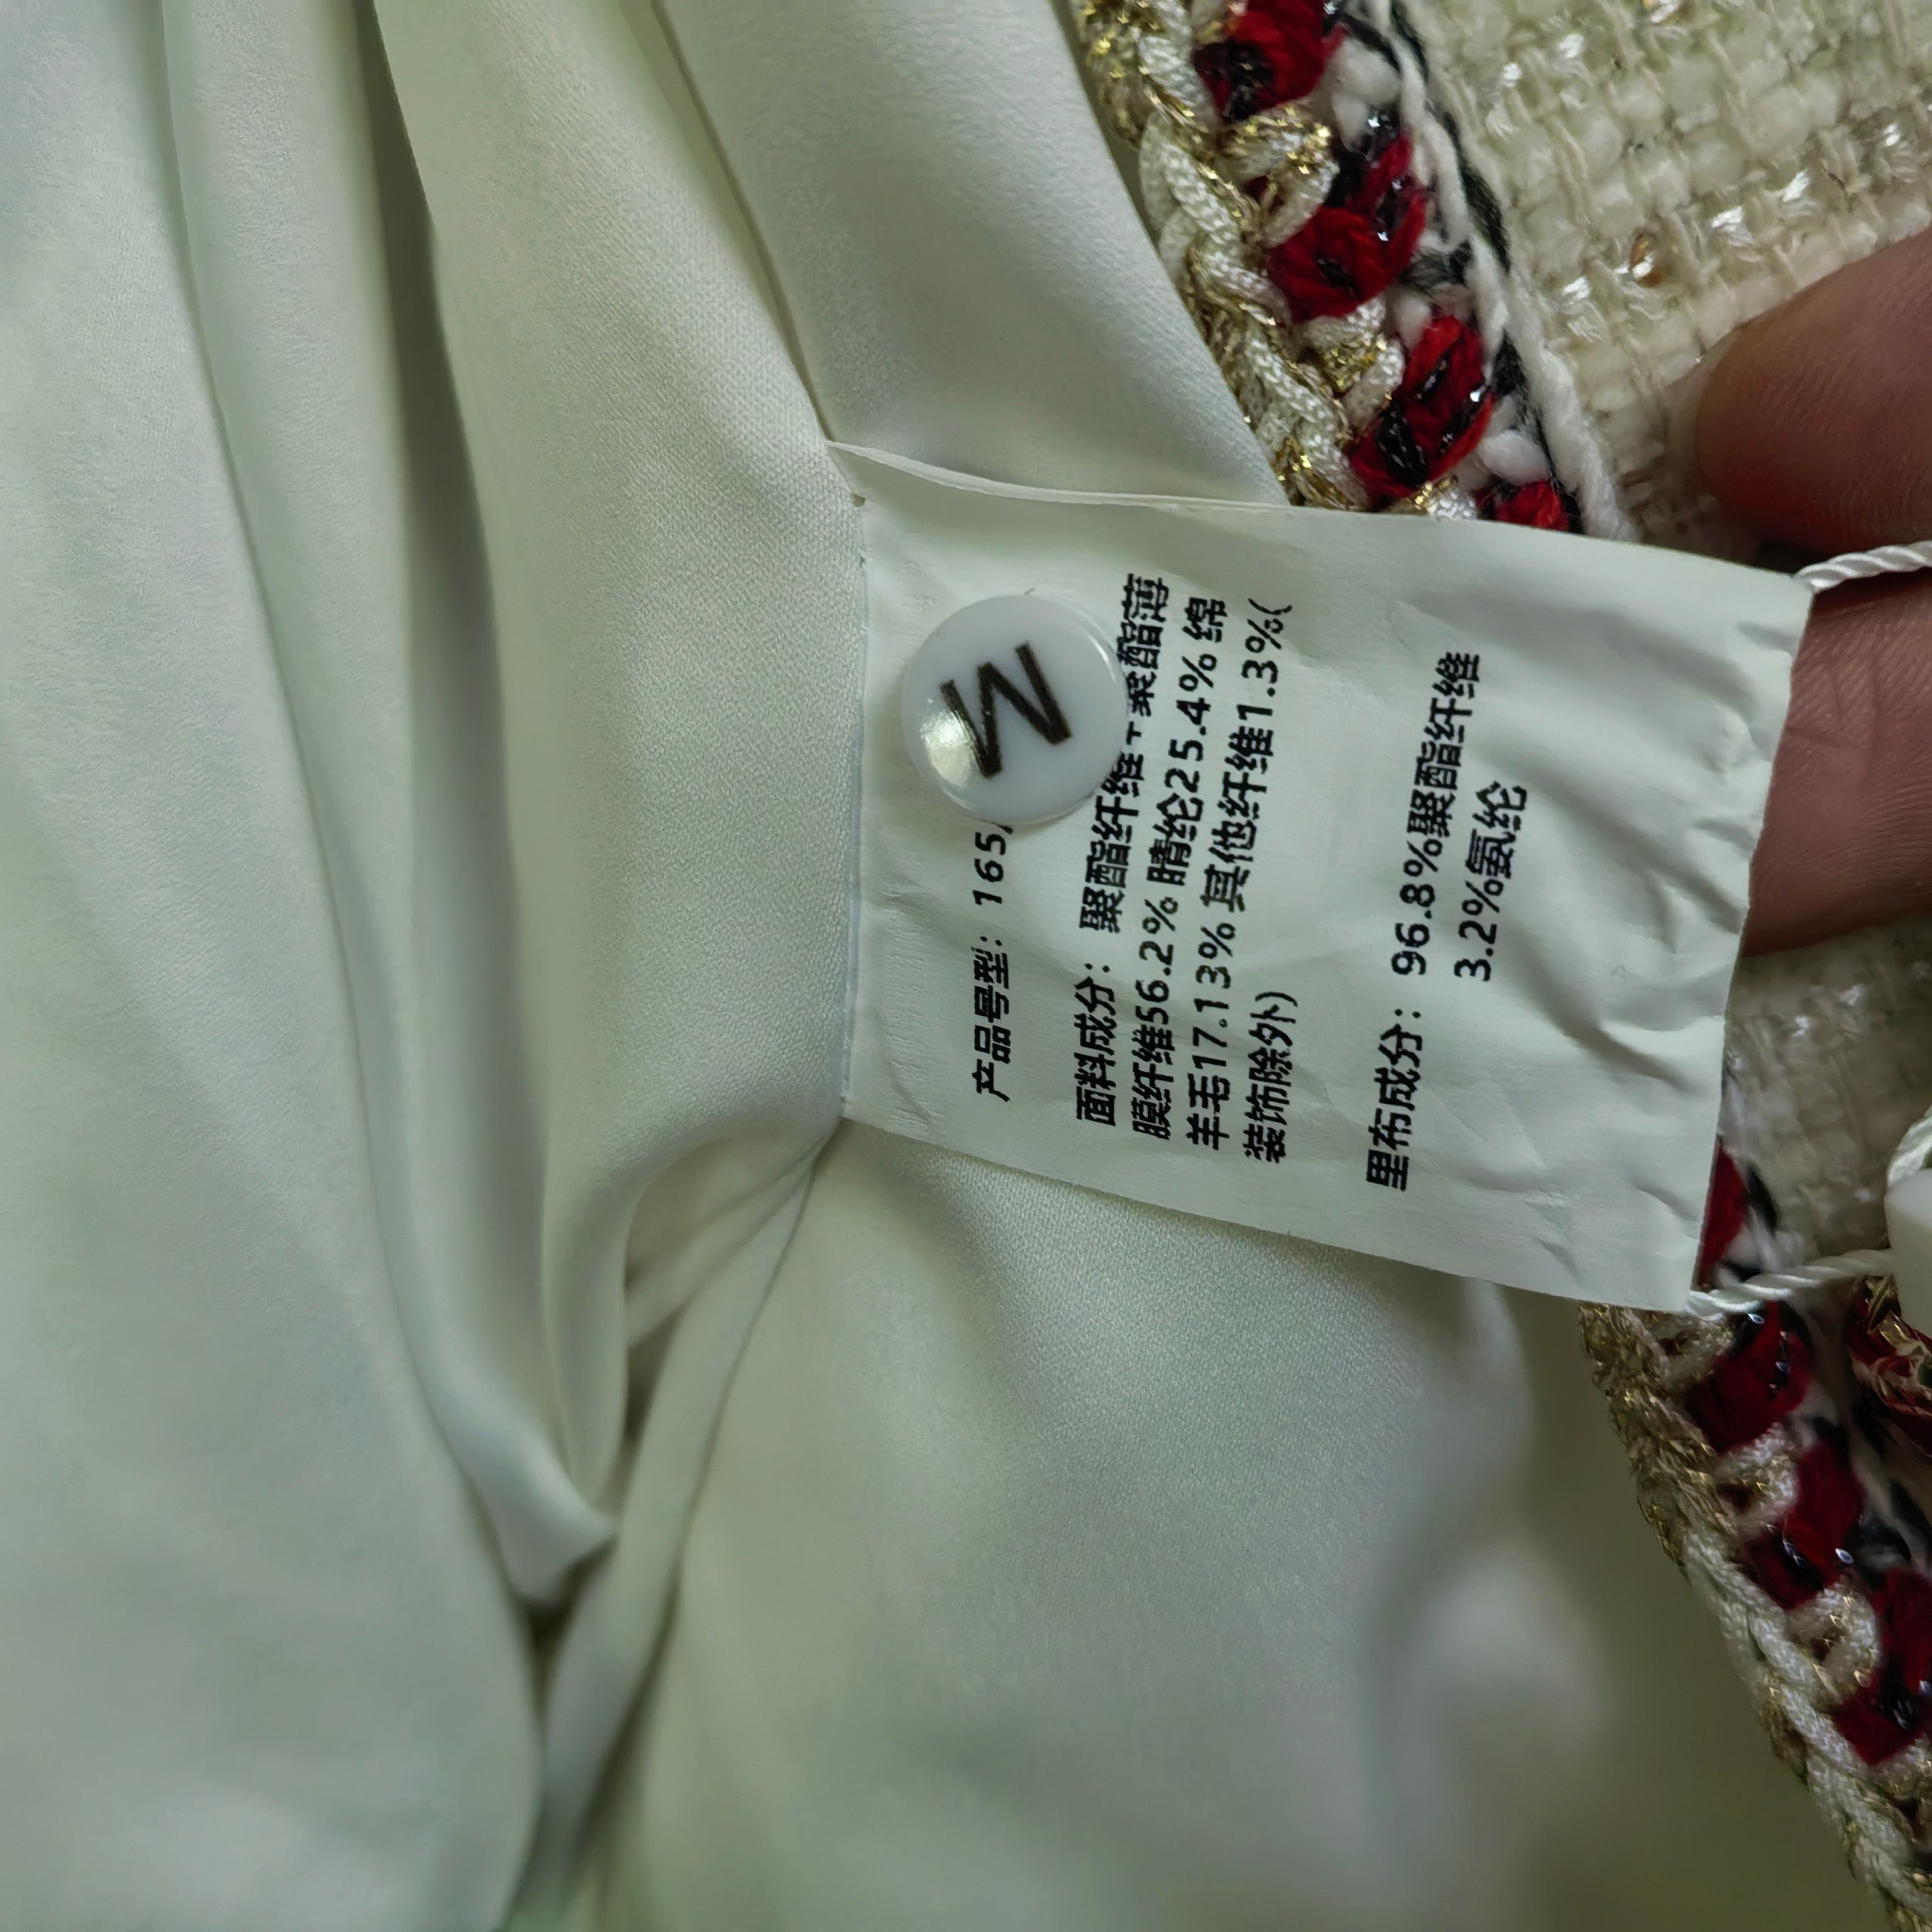 M
产品号型：165/
面料成分：聚酯纤维+聚酯薄
膜纤维56.2% 腈纶25.4% 绵
羊毛17.13% 其他纤维1.3%(
装饰除外)
里布成分：96.8%聚酯纤维
3.2%氨纶